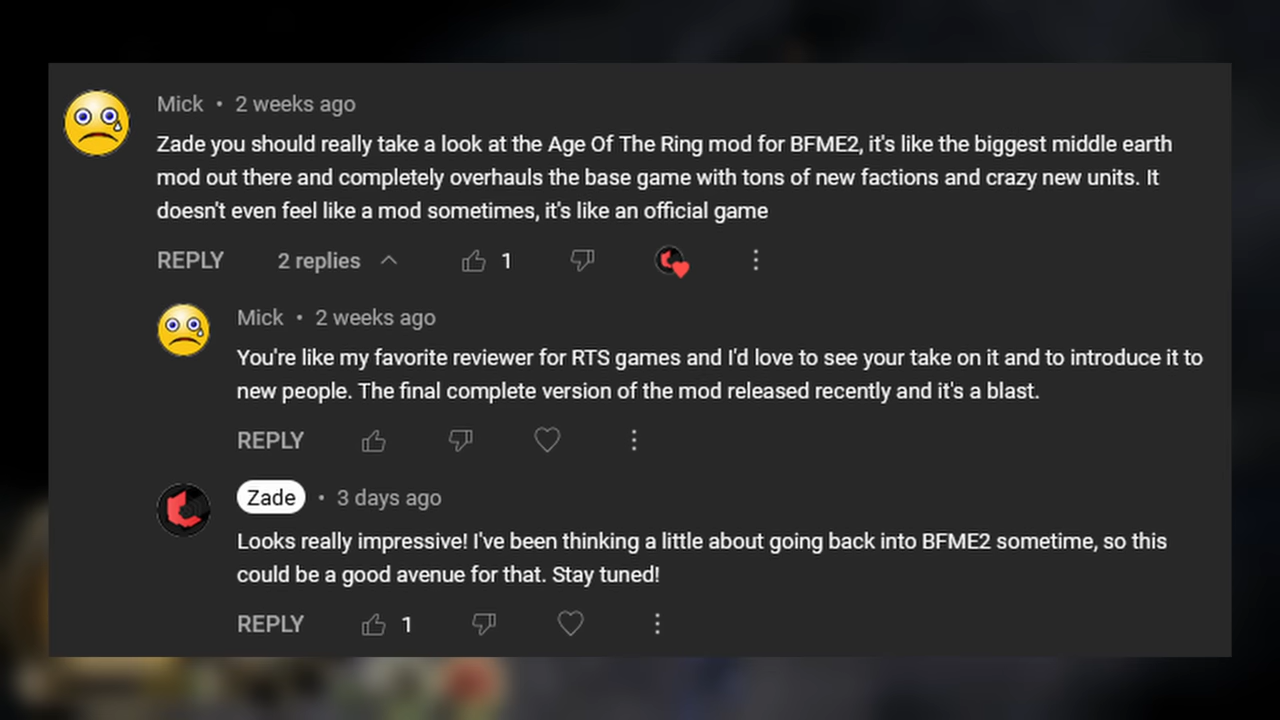 Mick • 2 weeks ago
Zade you should really take a look at the Age Of The Ring mod for BFME2, it's like the biggest middle earth
mod out there and completely overhauls the base game with tons of new factions and crazy new units. It
doesn't even feel like a mod sometimes, it's like an official game
REPLY 2 replies 1
Mick • 2 weeks ago
You're like my favorite reviewer for RTS games and I'd love to see your take on it and to introduce it to
new people. The final complete version of the mod released recently and it's a blast.
REPLY
Zade • 3 days ago
Looks really impressive! I've been thinking a little about going back into BFME2 sometime, so this
could be a good avenue for that. Stay tuned!
REPLY 1